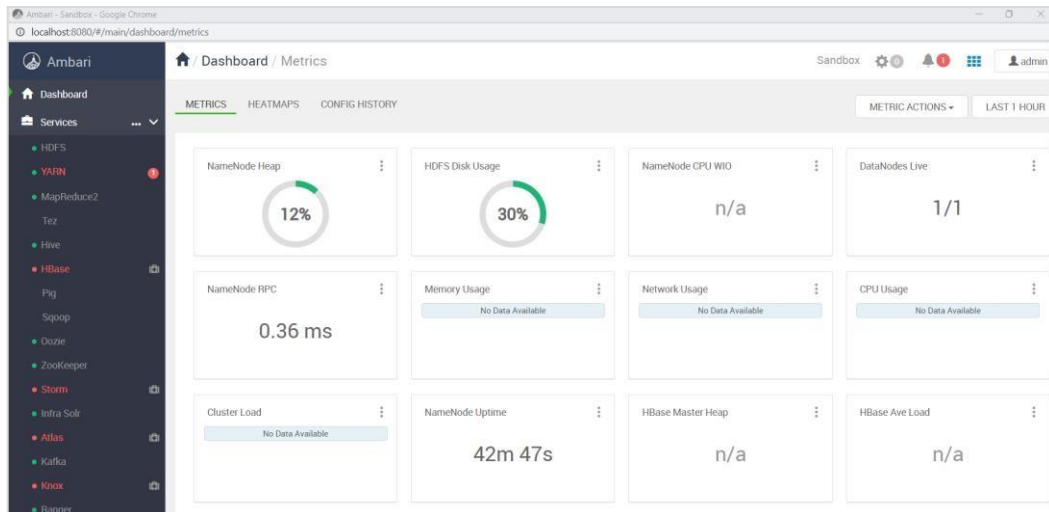 Ambari - Sandbox - Google Chrome
localhost:8080/#/main/dashboard/metrics
Ambari
/ Dashboard / Metrics
Sandbox
0
1
admin
Dashboard
Services
...
HDFS
YARN
1
MapReduce2
Tez
Hive
HBase
Pig
Sqoop
Oozie
ZooKeeper
Storm
Infra Solr
Atlas
Kafka
Knox
Ranger
METRICS
HEATMAPS
CONFIG HISTORY
METRIC ACTIONS
LAST 1 HOUR
NameNode Heap
12%
HDFS Disk Usage
30%
NameNode CPU WIO
n/a
DataNodes Live
1/1
NameNode RPC
0.36 ms
Memory Usage
No Data Available
Network Usage
No Data Available
CPU Usage
No Data Available
Cluster Load
No Data Available
NameNode Uptime
42m 47s
HBase Master Heap
n/a
HBase Ave Load
n/a